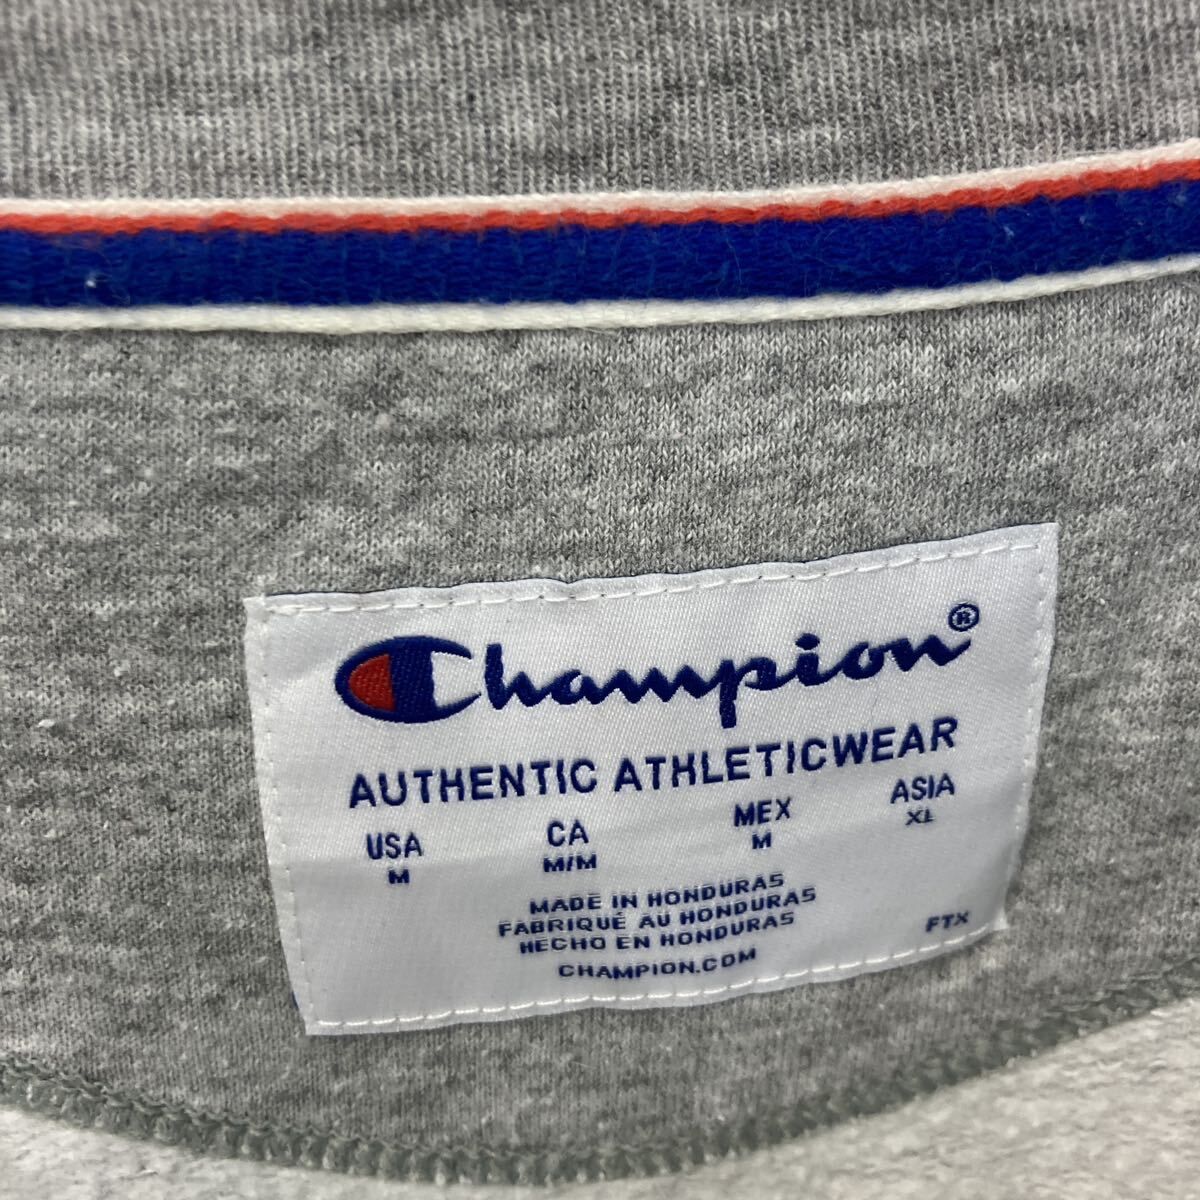 Champion®
AUTHENTIC ATHLETICWEAR
USA CA MEX ASIA
M M/M M XL
MADE IN HONDURAS
FABRIQUÉ AU HONDURAS
HECHO EN HONDURAS
FTX
CHAMPION.COM